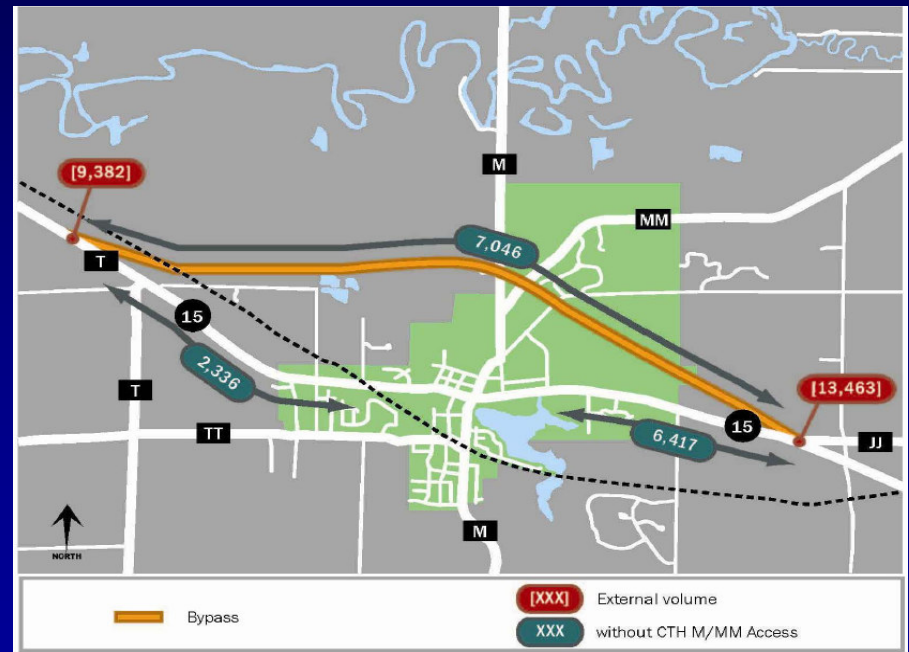 [9,382]
M
MM
7,046
T
15
2,336
[13,463]
T
TT
6,417
15
JJ
M
NORTH
[XXX] External volume
Bypass
XXX without CTH M/MM Access